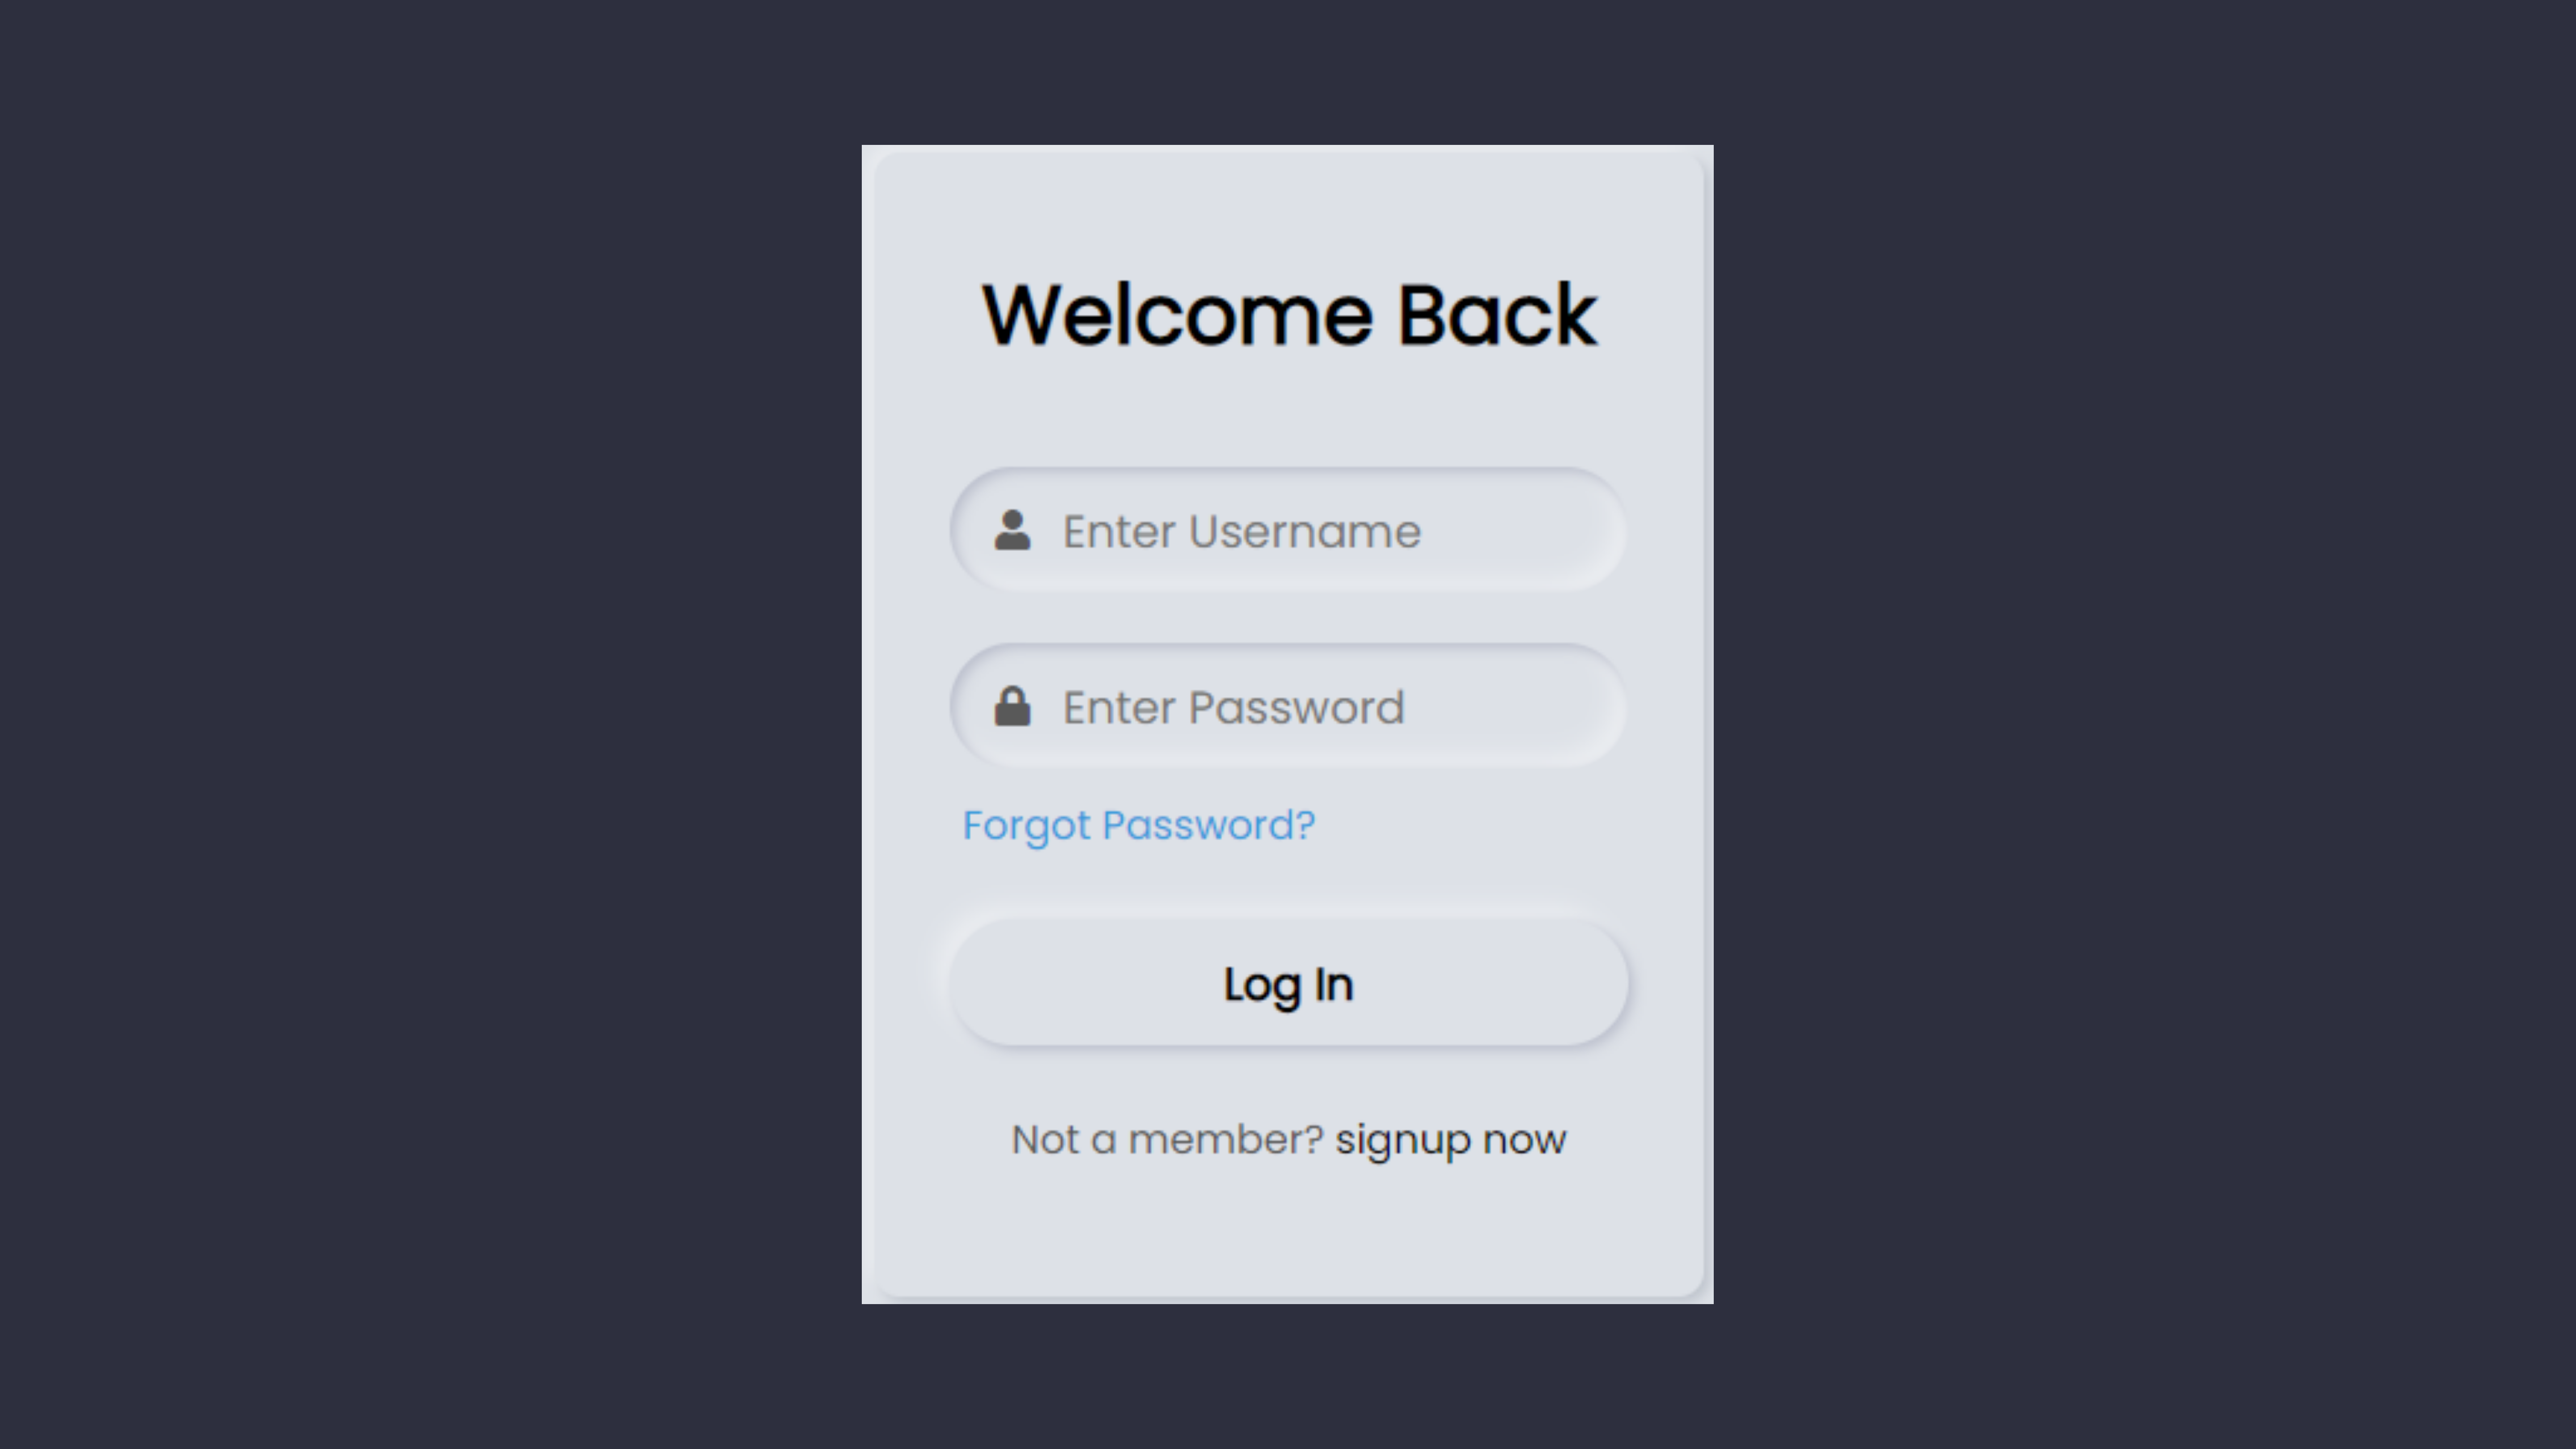 Welcome Back
Enter Username
Enter Password
Forgot Password?
Log In
Not a member? signup now